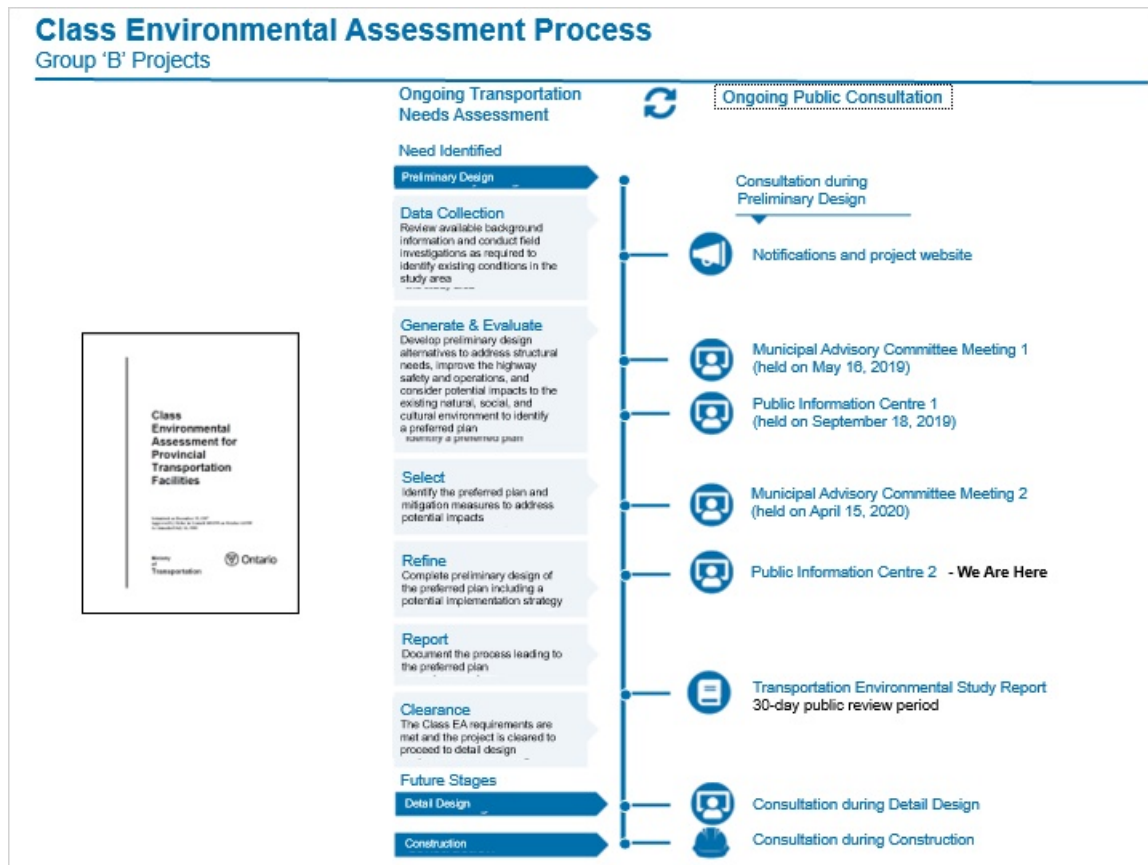 Class Environmental Assessment Process
Group ‘B’ Projects
Ongoing Transportation
Needs Assessment
Ongoing Public Consultation
Need Identified
Preliminary Design
Consultation during
Preliminary Design
Data Collection
Review available background
information and conduct field
investigations as required to
identify existing conditions in the
study area
Notifications and project website
Generate & Evaluate
Develop preliminary design
alternatives to address structural
needs, improve the highway
safety and operations, and
consider potential impacts to the
existing natural, social, and
cultural environment to identify
a preferred plan
identify a preferred plan
Municipal Advisory Committee Meeting 1
(held on May 16, 2019)
Public Information Centre 1
(held on September 18, 2019)
Class
Environmental
Assessment for
Provincial
Transportation
Facilities
Ministry
of
Transportation
Ontario
Select
Identify the preferred plan and
mitigation measures to address
potential impacts
Municipal Advisory Committee Meeting 2
(held on April 15, 2020)
Refine
Complete preliminary design of
the preferred plan including a
potential implementation strategy
Public Information Centre 2 - We Are Here
Report
Document the process leading to
the preferred plan
Transportation Environmental Study Report
30-day public review period
Clearance
The Class EA requirements are
met and the project is cleared to
proceed to detail design
Future Stages
Detail Design
Consultation during Detail Design
Construction
Consultation during Construction